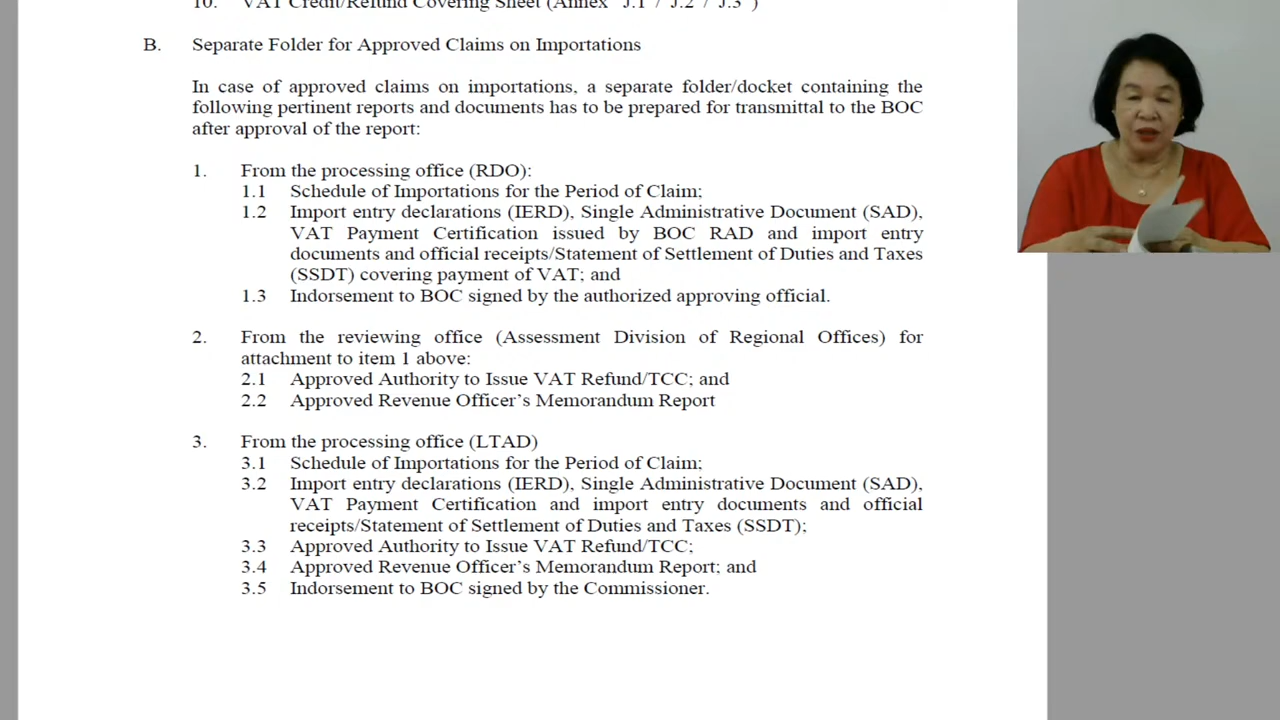 10. VAT Credit/Refund Covering Sheet (Annex "J.1"/"J.2"/"J.3")
B. Separate Folder for Approved Claims on Importations
In case of approved claims on importations, a separate folder/docket containing the
following pertinent reports and documents has to be prepared for transmittal to the BOC
after approval of the report:
1. From the processing office (RDO):
1.1 Schedule of Importations for the Period of Claim;
1.2 Import entry declarations (IERD), Single Administrative Document (SAD),
VAT Payment Certification issued by BOC RAD and import entry
documents and official receipts/Statement of Settlement of Duties and Taxes
(SSDT) covering payment of VAT; and
1.3 Indorsement to BOC signed by the authorized approving official.
2. From the reviewing office (Assessment Division of Regional Offices) for
attachment to item 1 above:
2.1 Approved Authority to Issue VAT Refund/TCC; and
2.2 Approved Revenue Officer's Memorandum Report
3. From the processing office (LTAD)
3.1 Schedule of Importations for the Period of Claim;
3.2 Import entry declarations (IERD), Single Administrative Document (SAD),
VAT Payment Certification and import entry documents and official
receipts/Statement of Settlement of Duties and Taxes (SSDT);
3.3 Approved Authority to Issue VAT Refund/TCC;
3.4 Approved Revenue Officer's Memorandum Report; and
3.5 Indorsement to BOC signed by the Commissioner.